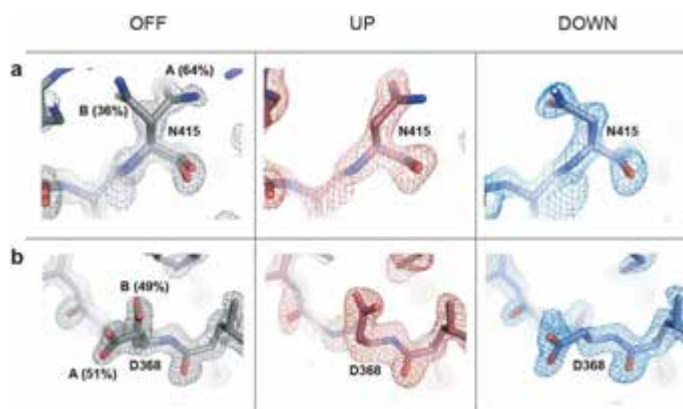 OFF UP DOWN
a
A (64%)
B (36%)
N415 N415 N415
b
B (49%)
A (51%) D368 D368 D368